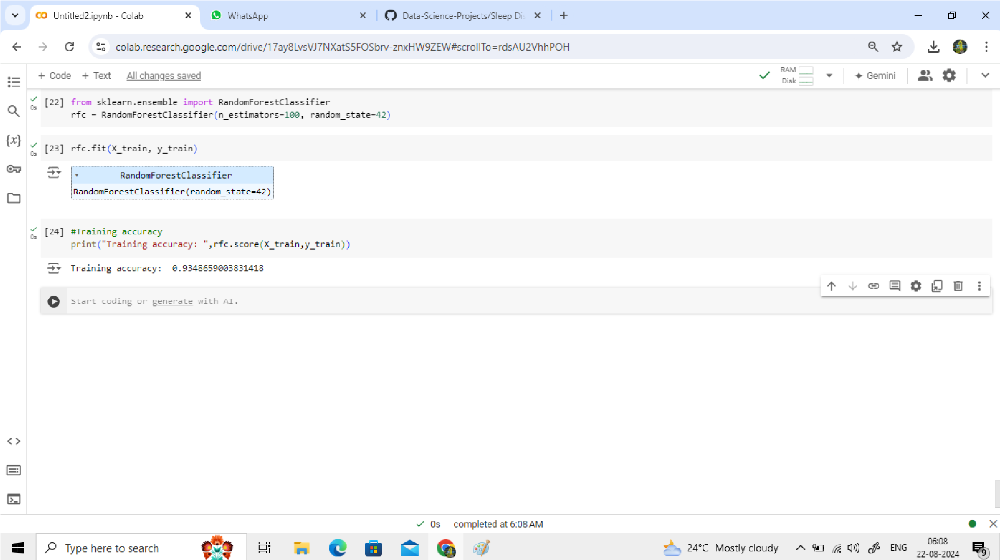 Untitled2.ipynb - Colab
WhatsApp
Data-Science-Projects/Sleep Di
colab.research.google.com/drive/17ay8LvsVJ7NXatS5FOSbrv-znxHW9ZEW#scrollTo=rdsAU2VhhPOH
+ Code + Text All changes saved
RAM
Disk
Gemini
0s
[22] from sklearn.ensemble import RandomForestClassifier
rfc = RandomForestClassifier(n_estimators=100, random_state=42)
{x}
0s
[23] rfc.fit(X_train, y_train)
RandomForestClassifier
RandomForestClassifier(random_state=42)
0s
[24] #Training accuracy
print("Training accuracy: ",rfc.score(X_train,y_train))
Training accuracy:  0.9348659003831418
Start coding or generate with AI.
0s completed at 6:08 AM
Type here to search
24°C Mostly cloudy
ENG
06:08
22-08-2024
9